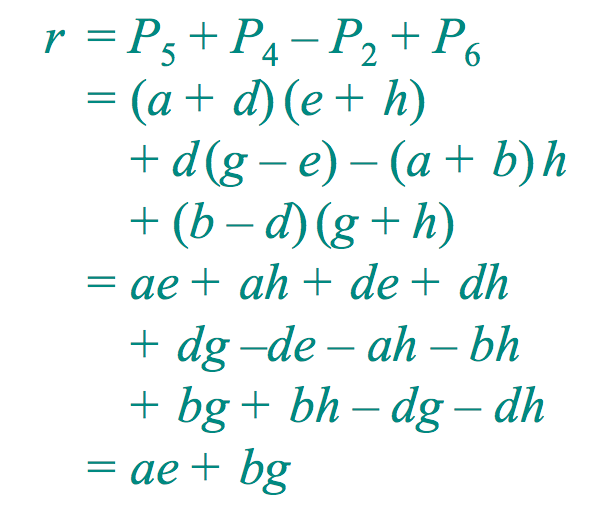 r = P₅ + P₄ – P₂ + P₆
= (a + d)(e + h)
+ d(g – e) – (a + b)h
+ (b – d)(g + h)
= ae + ah + de + dh
+ dg –de – ah – bh
+ bg + bh – dg – dh
= ae + bg